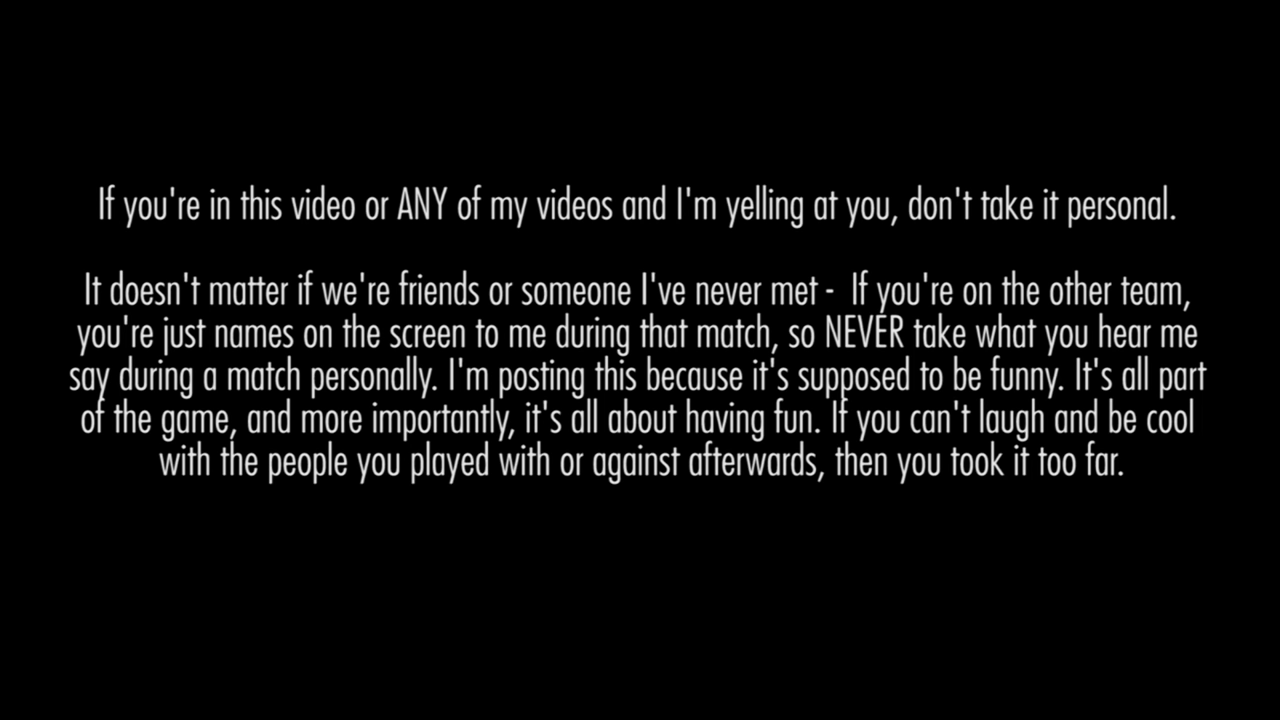 If you're in this video or ANY of my videos and I'm yelling at you, don't take it personal.
It doesn't matter if we're friends or someone I've never met -  If you're on the other team,
you're just names on the screen to me during that match, so NEVER take what you hear me
say during a match personally. I'm posting this because it's supposed to be funny. It's all part
of the game, and more importantly, it's all about having fun. If you can't laugh and be cool
with the people you played with or against afterwards, then you took it too far.